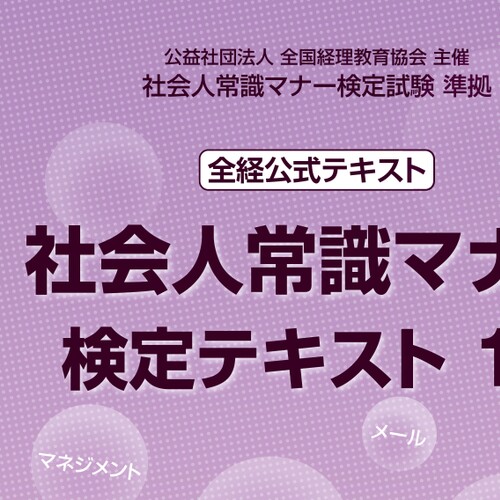 公益社団法人 全国経理教育協会 主催
社会人常識マナー検定試験 準拠
全経公式テキスト
社会人常識マナ
検定テキスト 1
マネジメント
メール